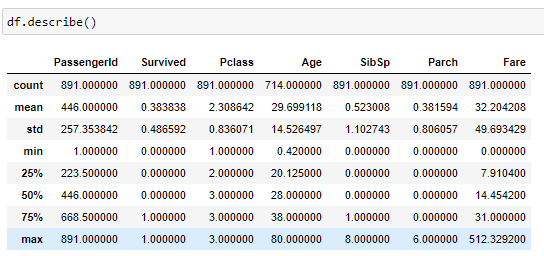 df.describe()
PassengerId Survived Pclass Age SibSp Parch Fare
count 891.000000 891.000000 891.000000 714.000000 891.000000 891.000000 891.000000
mean 446.000000 0.383838 2.308642 29.699118 0.523008 0.381594 32.204208
std 257.353842 0.486592 0.836071 14.526497 1.102743 0.806057 49.693429
min 1.000000 0.000000 1.000000 0.420000 0.000000 0.000000 0.000000
25% 223.500000 0.000000 2.000000 20.125000 0.000000 0.000000 7.910400
50% 446.000000 0.000000 3.000000 28.000000 0.000000 0.000000 14.454200
75% 668.500000 1.000000 3.000000 38.000000 1.000000 0.000000 31.000000
max 891.000000 1.000000 3.000000 80.000000 8.000000 6.000000 512.329200